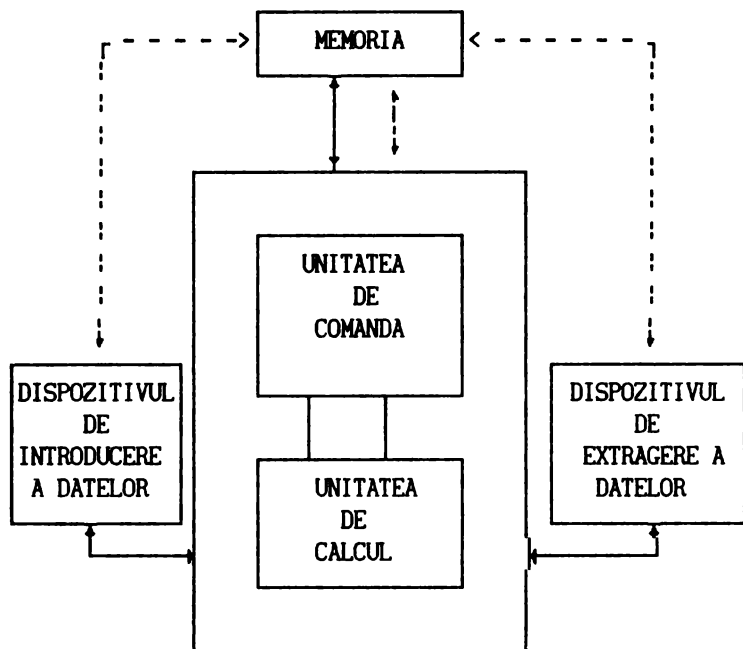 MEMORIA
UNITATEA
DE
COMANDA
DISPOZITIVUL
DE
INTRODUCERE
A DATELOR
UNITATEA
DE
CALCUL
DISPOZITIVUL
DE
EXTRAGERE A
DATELOR